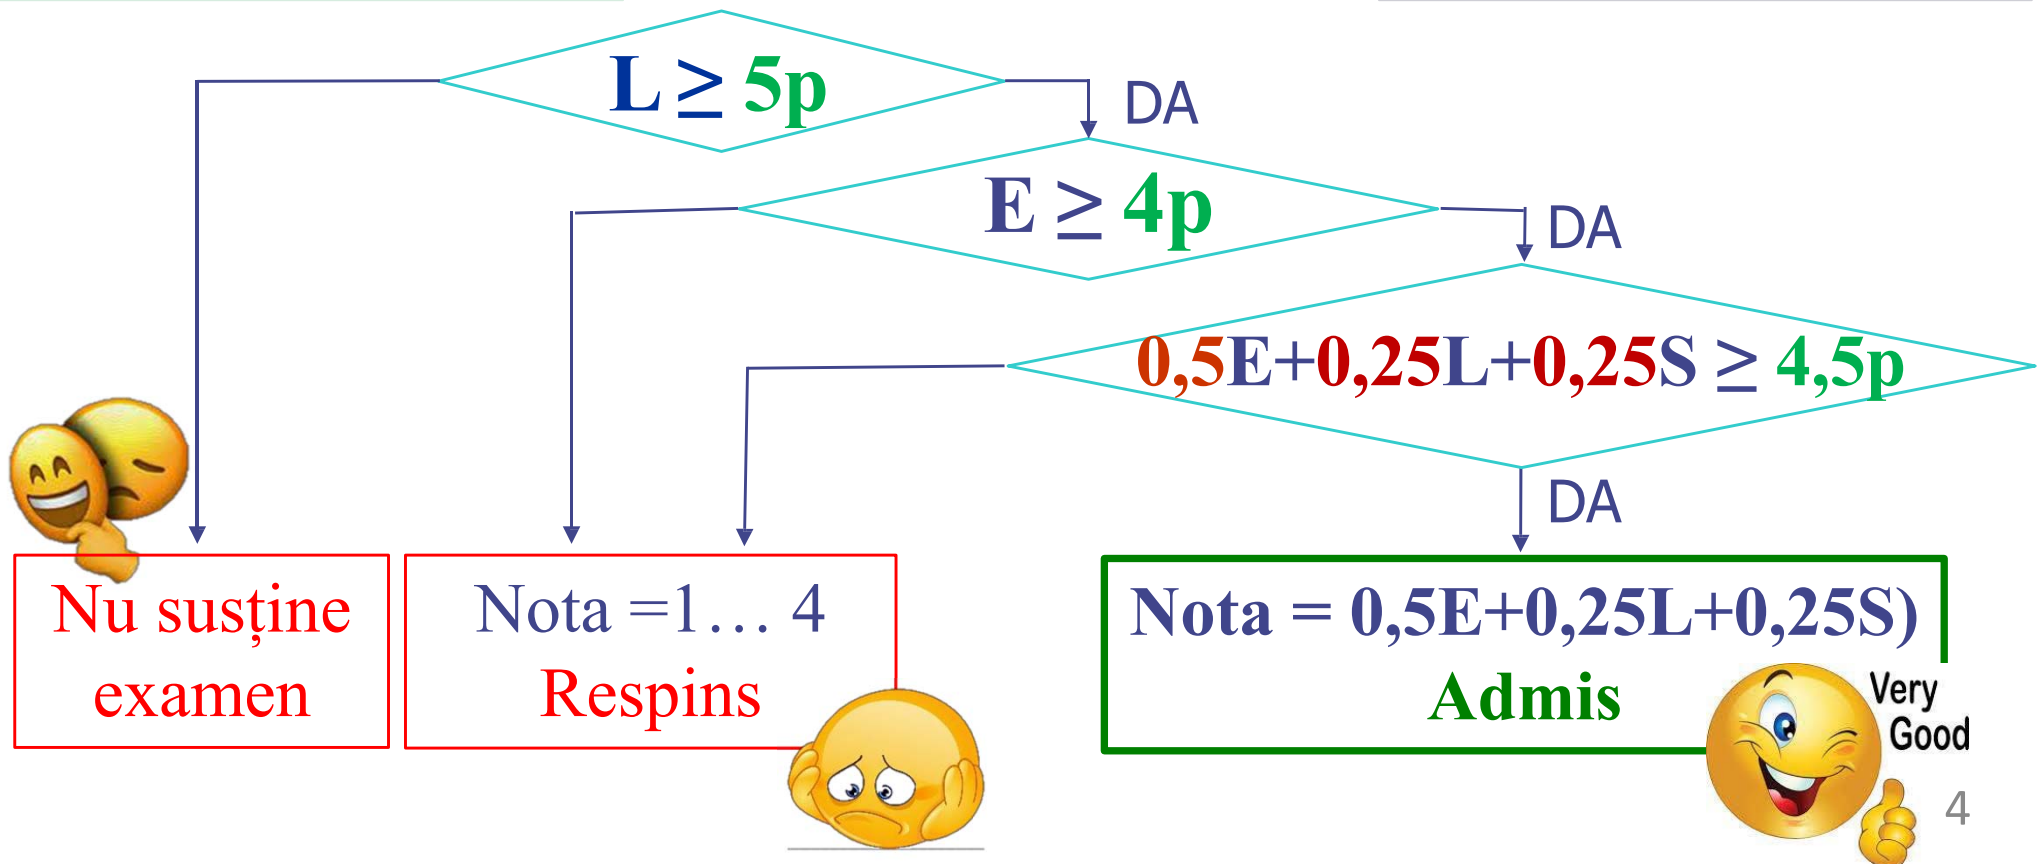 L ≥ 5p
DA
E ≥ 4p
DA
0,5E+0,25L+0,25S ≥ 4,5p
DA
Nu susține
examen
Nota =1… 4
Respins
Nota = 0,5E+0,25L+0,25S)
Admis
Very
Good
4